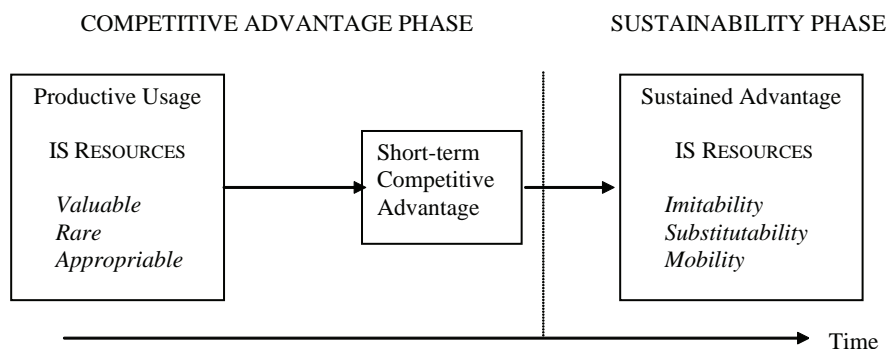 COMPETITIVE ADVANTAGE PHASE
SUSTAINABILITY PHASE
Productive Usage
IS RESOURCES
Valuable
Rare
Appropriable
Short-term
Competitive
Advantage
Sustained Advantage
IS RESOURCES
Imitability
Substitutability
Mobility
Time